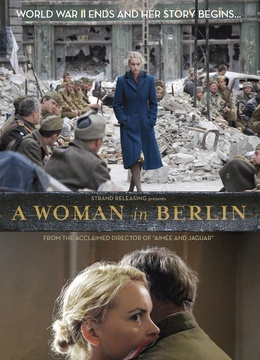 WORLD WAR II ENDS AND HER STORY BEGINS...
STRAND RELEASING presents
A WOMAN in BERLIN
FROM THE ACCLAIMED DIRECTOR OF "AIMÉE AND JAGUAR"